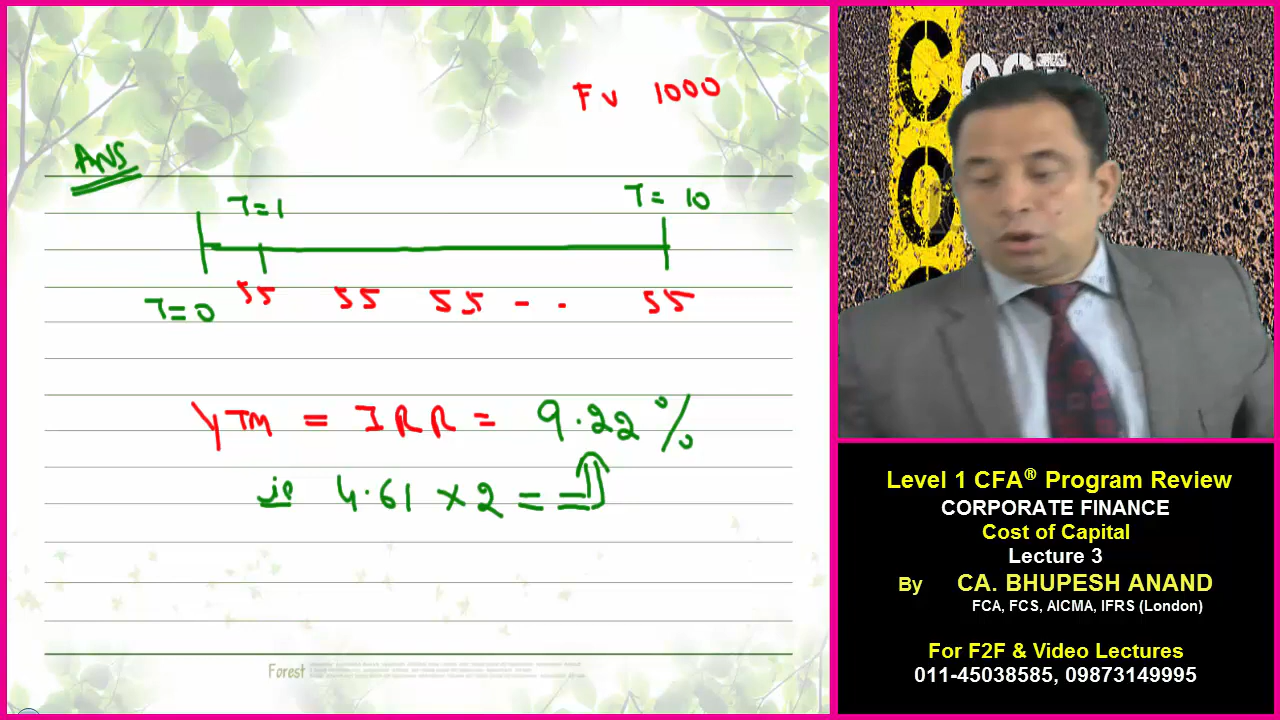 FV 1000
ANS
T=1
T= 10
T=0
55 55 55 - - 55
YTM = IRR = 9.22%
ie 4.61 x 2 = =
Forest
COST
CO
Level 1 CFA® Program Review
CORPORATE FINANCE
Cost of Capital
Lecture 3
By CA. BHUPESH ANAND
FCA, FCS, AICMA, IFRS (London)
For F2F & Video Lectures
011-45038585, 09873149995